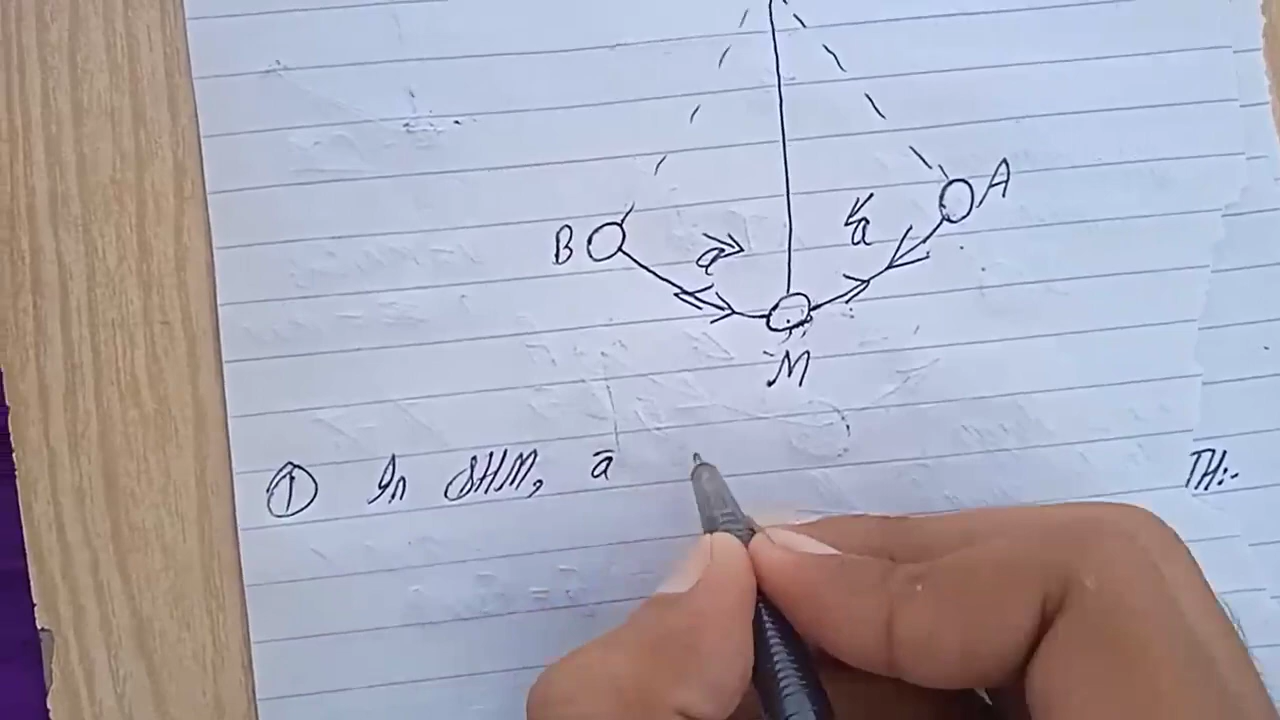 A
B
a
a
M
① In SHM, a̅
TH:-